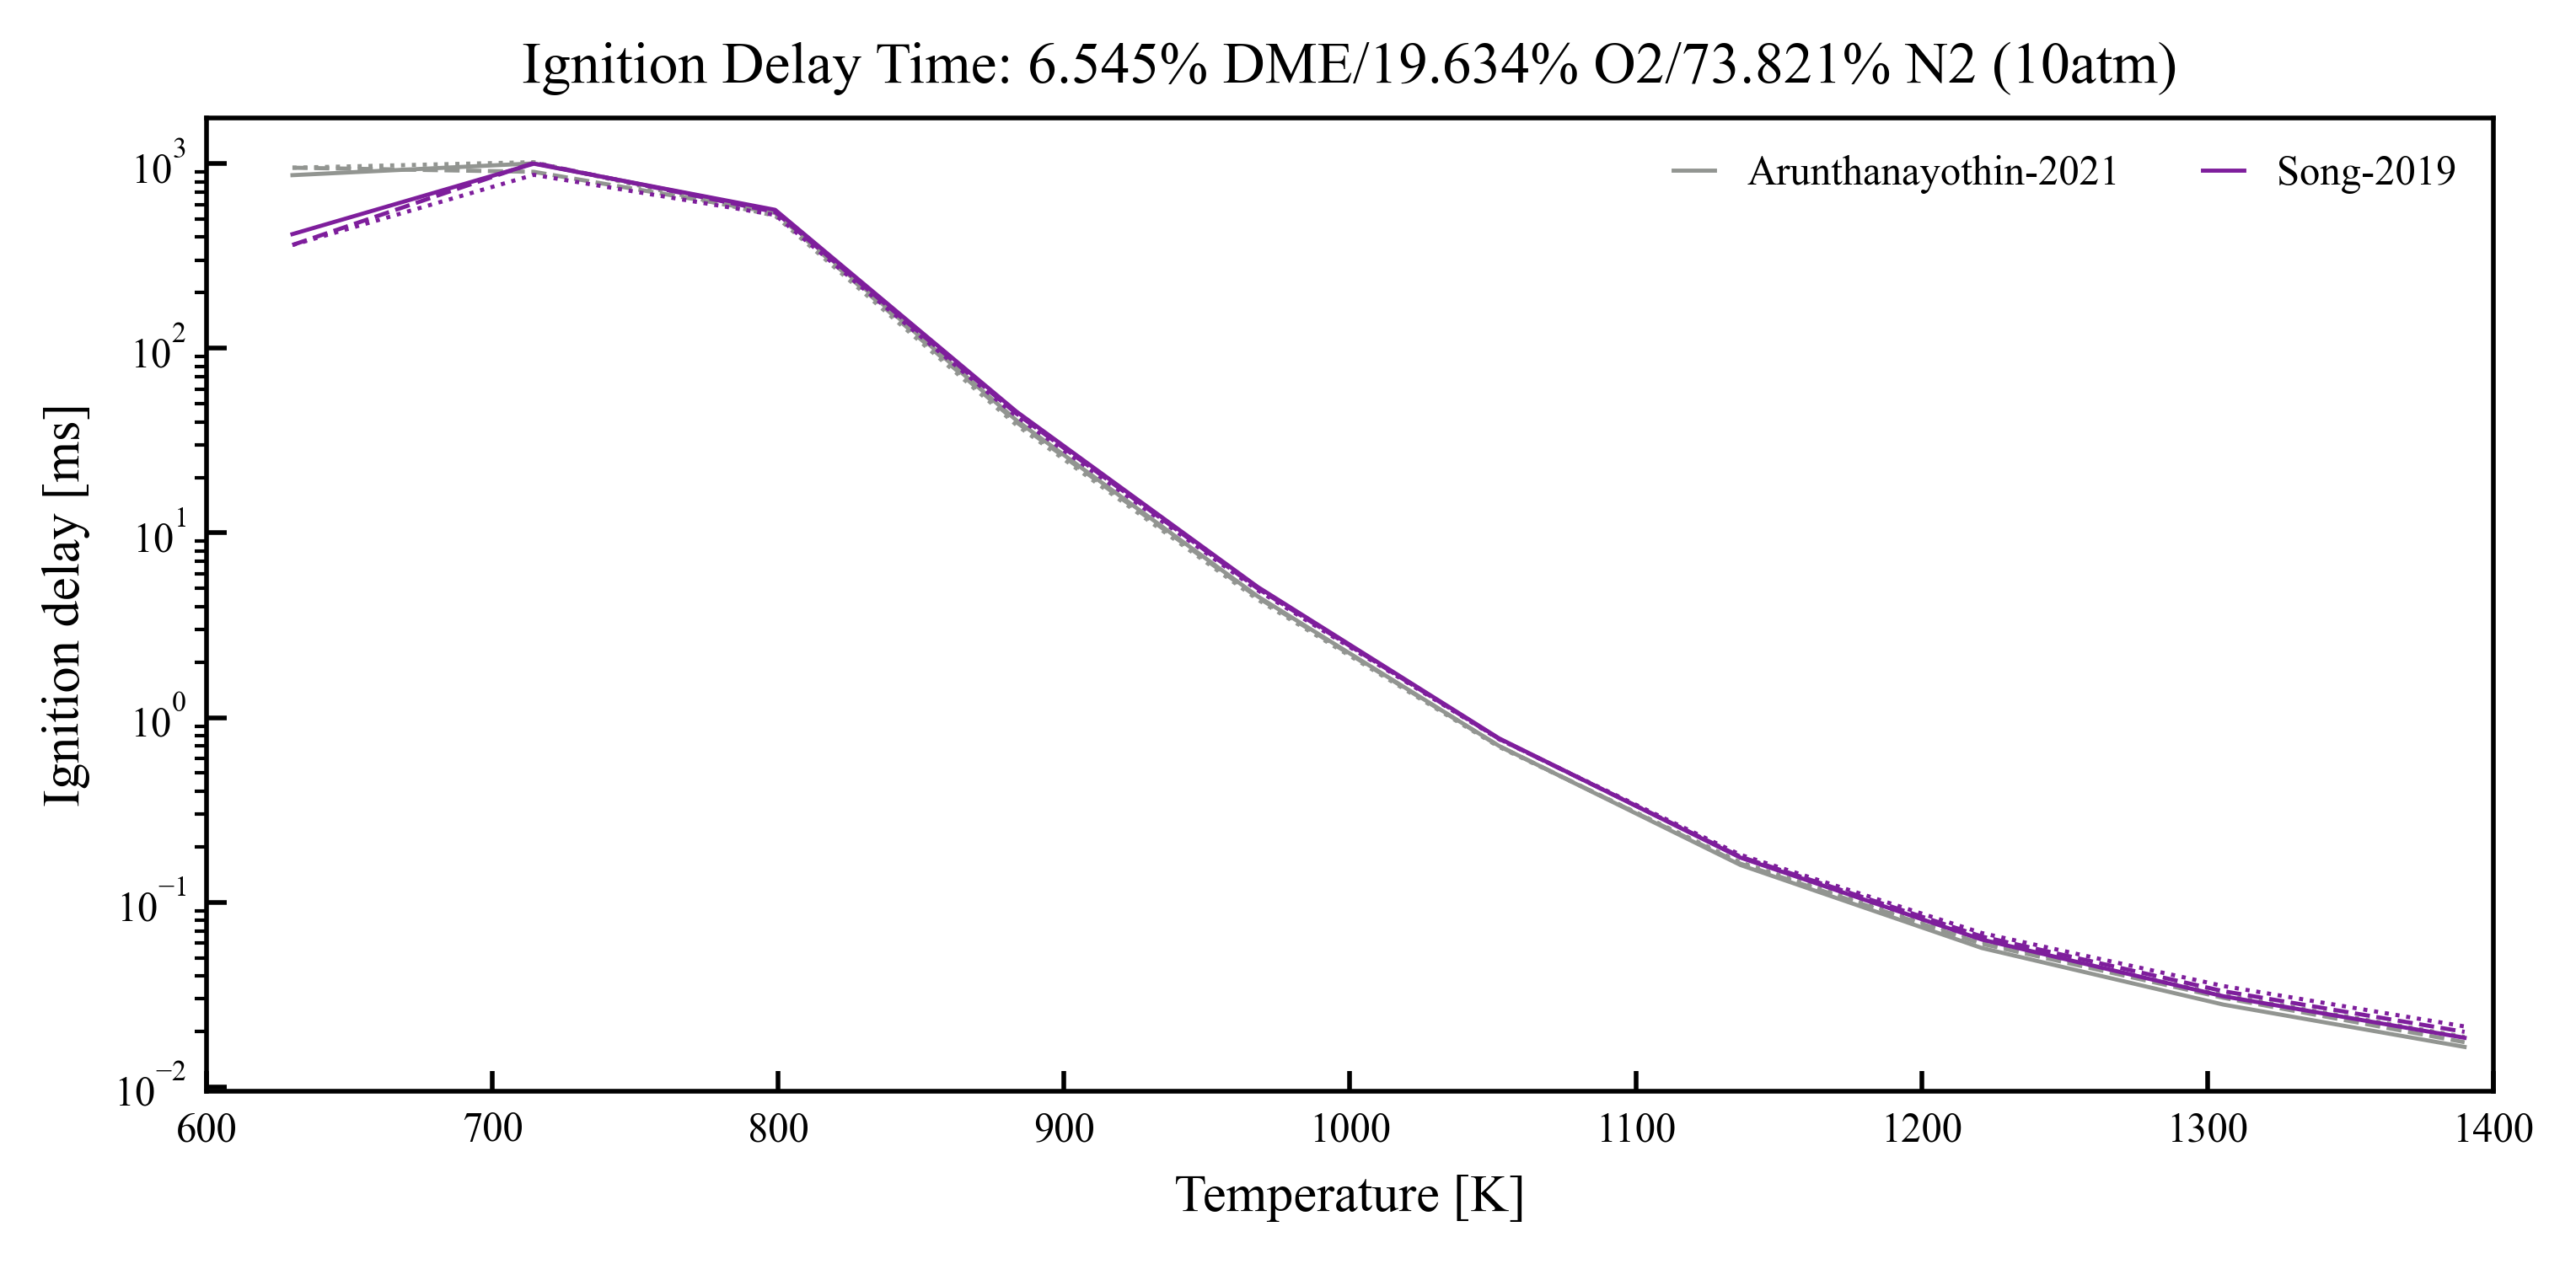 Ignition Delay Time: 6.545% DME/19.634% O2/73.821% N2 (10atm)
Arunthanayothin-2021
Song-2019
Ignition delay [ms]
10^3
10^2
10^1
10^0
10^−1
10^−2
600 700 800 900 1000 1100 1200 1300 1400
Temperature [K]